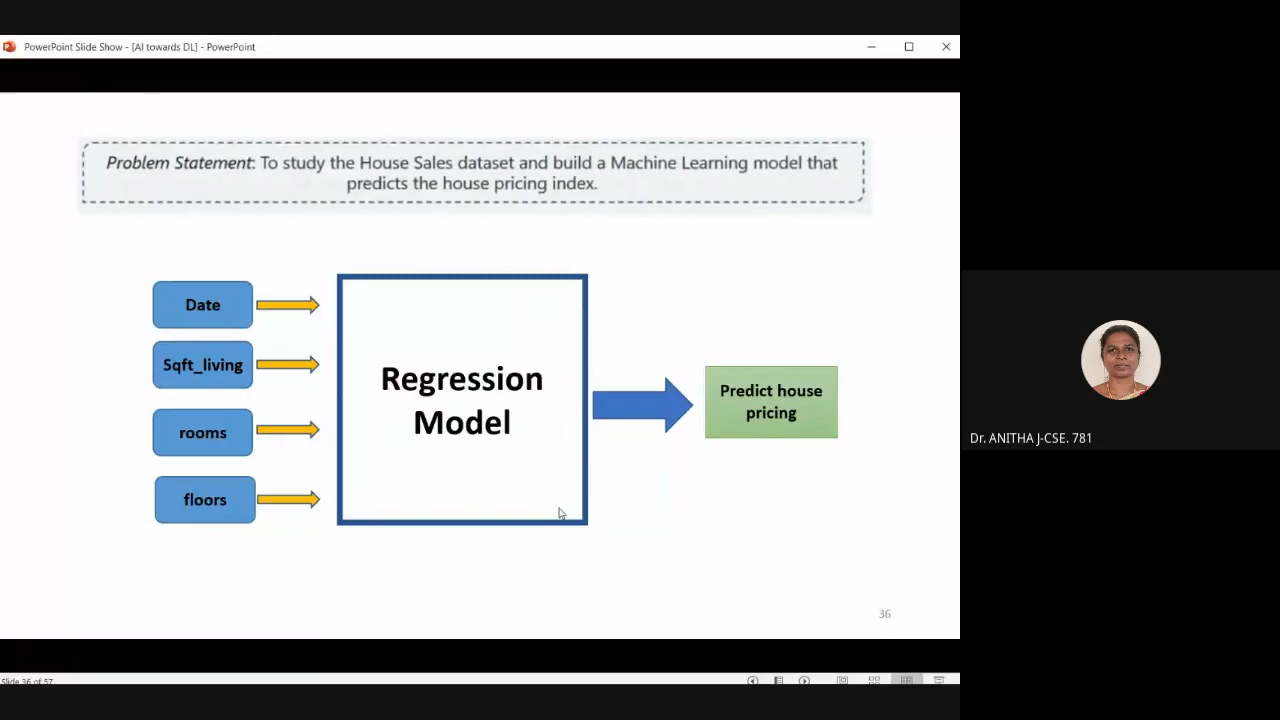 PowerPoint Slide Show - [AI towards DL] - PowerPoint
Problem Statement: To study the House Sales dataset and build a Machine Learning model that
predicts the house pricing index.
Date
Sqft_living
rooms
floors
Regression
Model
Predict house
pricing
36
Dr. ANITHA J-CSE. 781
Slide 36 of 57